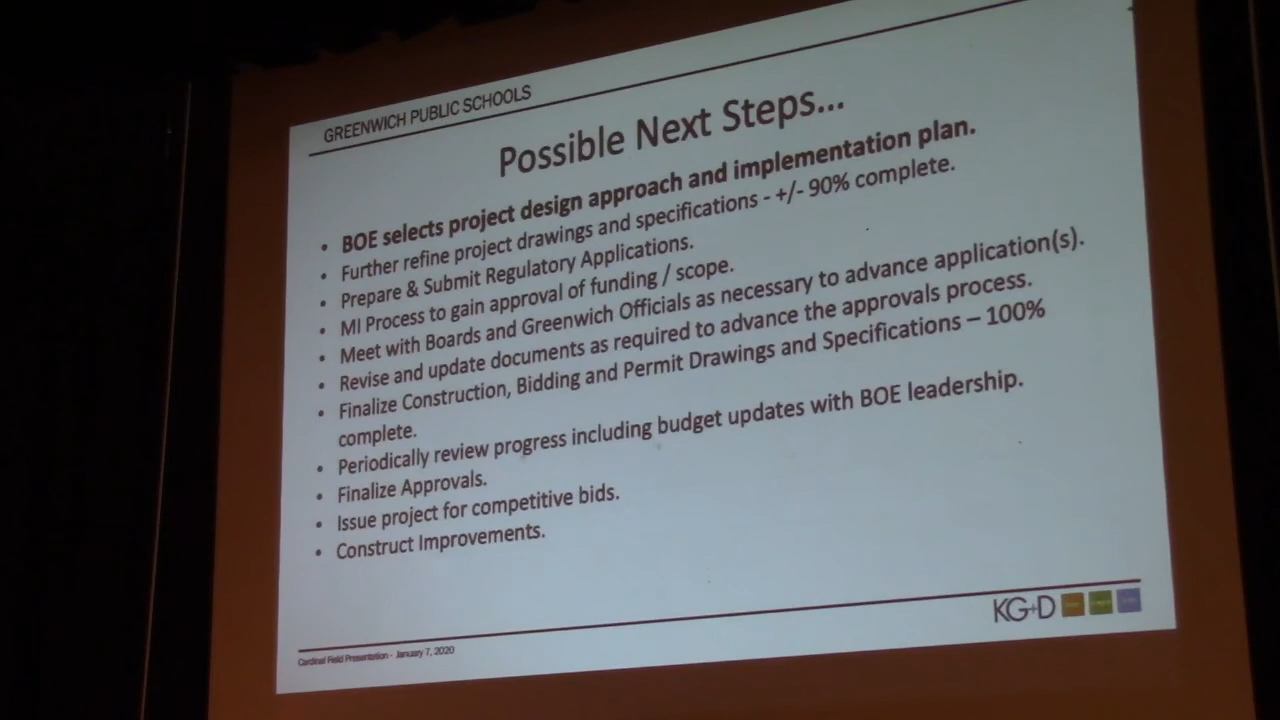 GREENWICH PUBLIC SCHOOLS
Possible Next Steps...
• BOE selects project design approach and implementation plan.
• Further refine project drawings and specifications - +/- 90% complete.
• Prepare & Submit Regulatory Applications.
• MI Process to gain approval of funding / scope.
• Meet with Boards and Greenwich Officials as necessary to advance application(s).
• Revise and update documents as required to advance the approvals process.
• Finalize Construction, Bidding and Permit Drawings and Specifications – 100%
complete.
• Periodically review progress including budget updates with BOE leadership.
• Finalize Approvals.
• Issue project for competitive bids.
• Construct Improvements.
KG+D
Cardinal Field Presentation - January 7, 2020